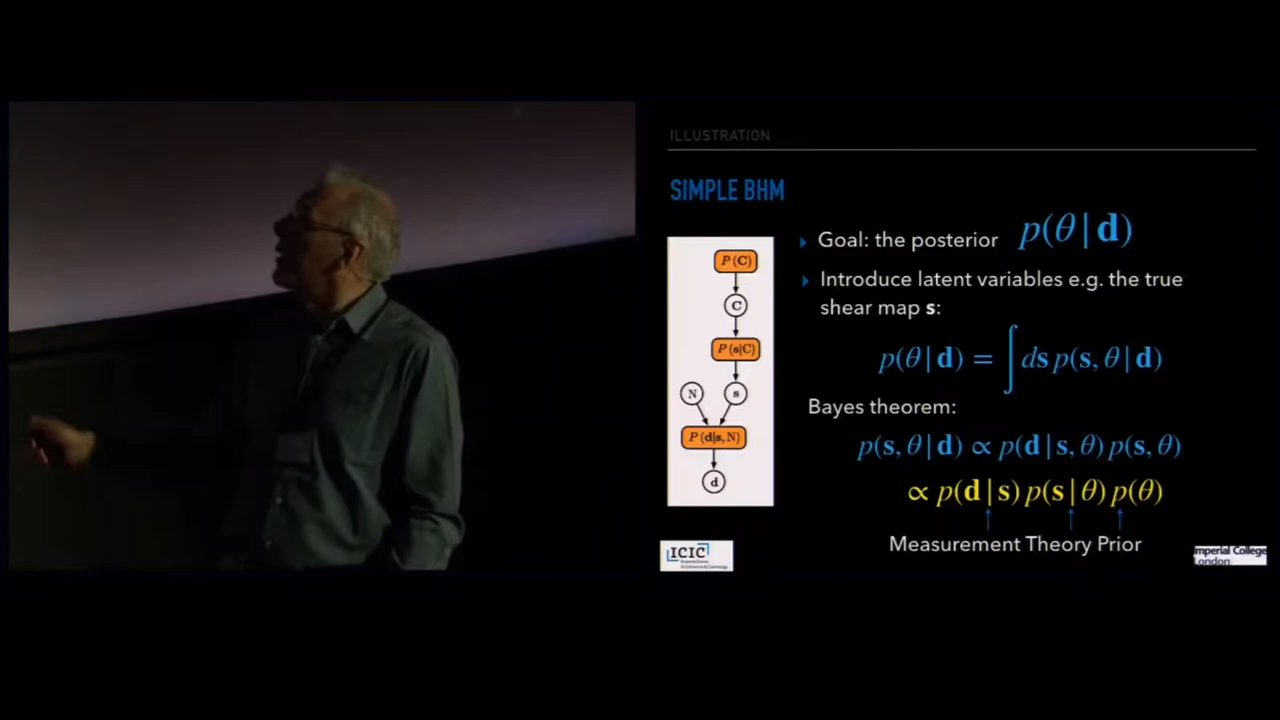 ILLUSTRATION
SIMPLE BHM
Goal: the posterior p(θ|d)
Introduce latent variables e.g. the true
shear map s:
p(θ|d) = ∫ds p(s, θ|d)
Bayes theorem:
p(s, θ|d) ∝ p(d|s, θ) p(s, θ)
∝ p(d|s) p(s|θ) p(θ)
Measurement Theory Prior
P(C)
C
P(s|C)
N s
P(d|s, N)
d
ICIC
Imperial College
London